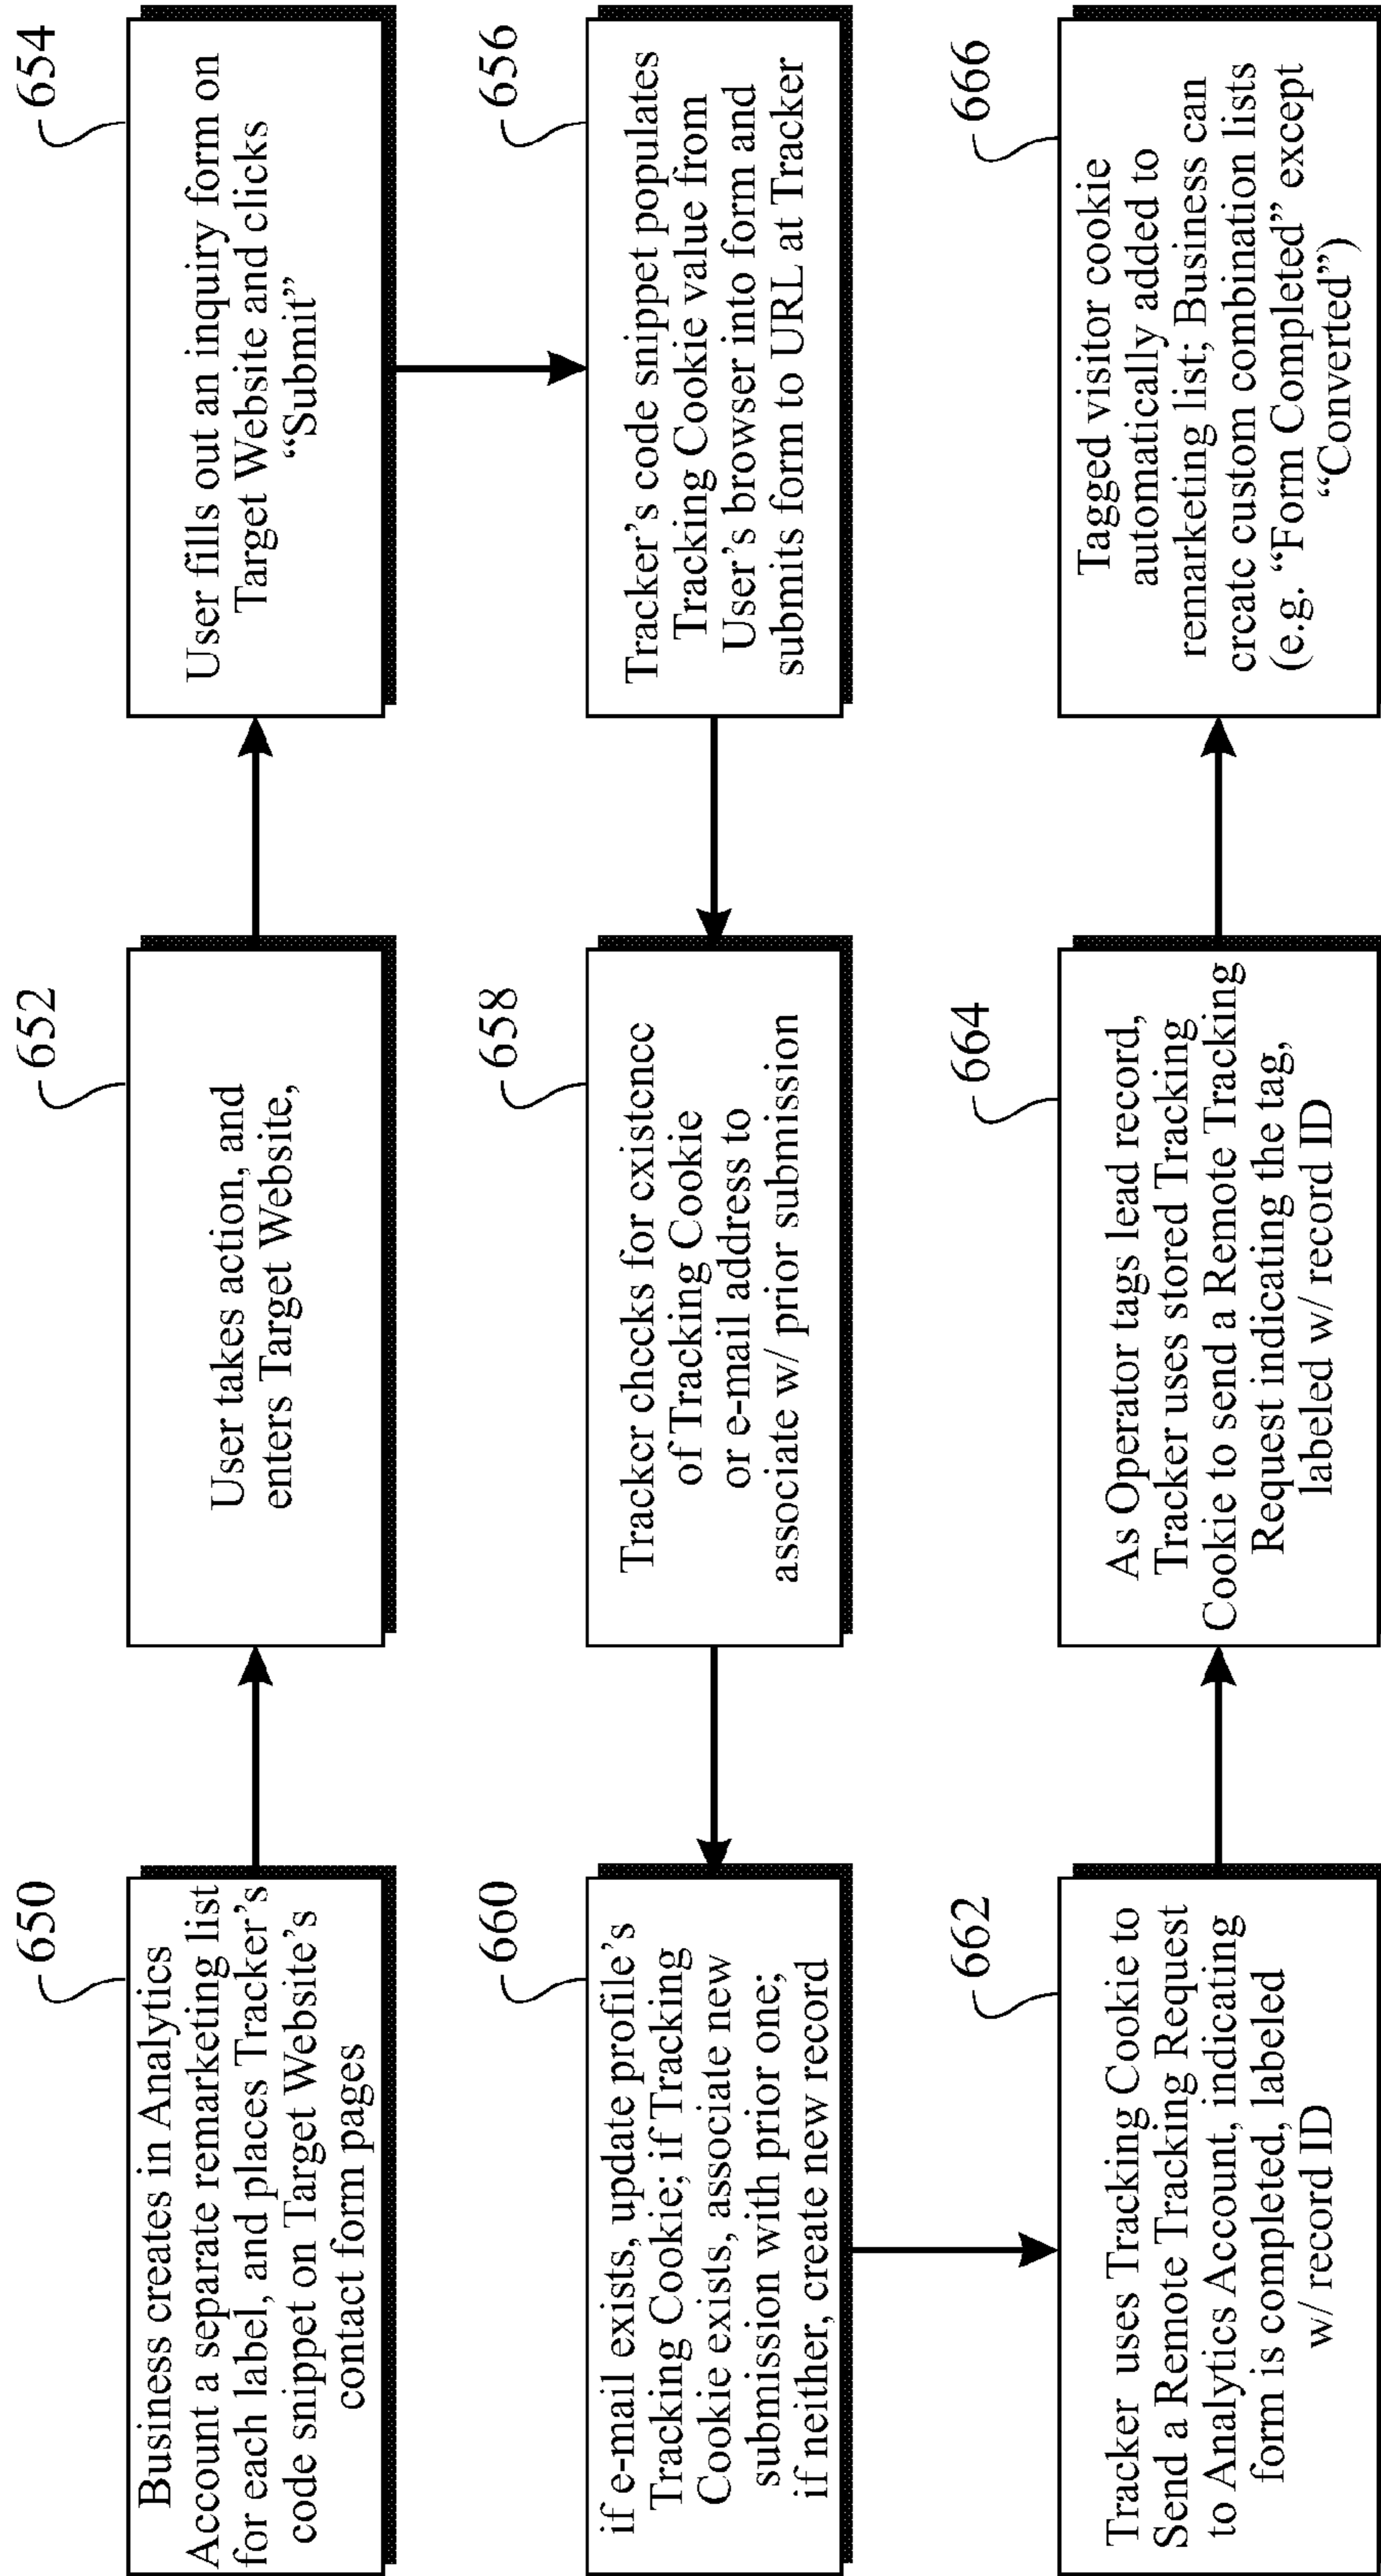 650
Business creates in Analytics
Account a separate remarketing list
for each label, and places Tracker's
code snippet on Target Website's
contact form pages
652
User takes action, and
enters Target Website,
654
User fills out an inquiry form on
Target Website and clicks
“Submit”
656
Tracker's code snippet populates
Tracking Cookie value from
User's browser into form and
submits form to URL at Tracker
658
Tracker checks for existence
of Tracking Cookie
or e-mail address to
associate w/ prior submission
660
if e-mail exists, update profile's
Tracking Cookie; if Tracking
Cookie exists, associate new
submission with prior one;
if neither, create new record
662
Tracker uses Tracking Cookie to
Send a Remote Tracking Request
to Analytics Account, indicating
form is completed, labeled
w/ record ID
664
As Operator tags lead record,
Tracker uses stored Tracking
Cookie to send a Remote Tracking
Request indicating the tag,
labeled w/ record ID
666
Tagged visitor cookie
automatically added to
remarketing list; Business can
create custom combination lists
(e.g. “Form Completed” except
“Converted”)